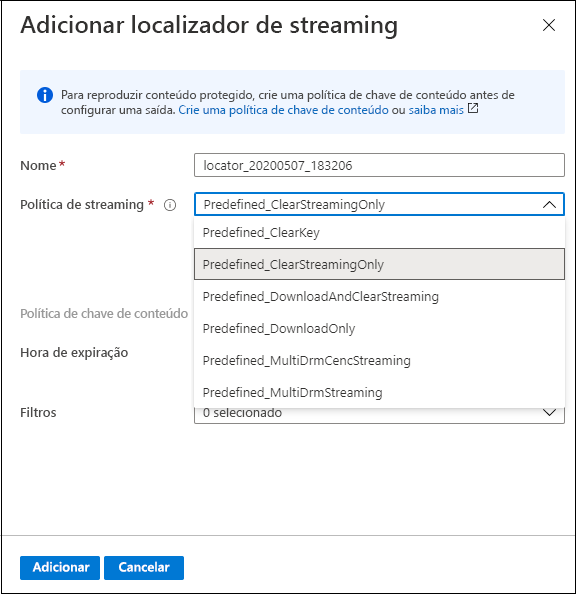 Adicionar localizador de streaming
Para reproduzir conteúdo protegido, crie uma política de chave de conteúdo antes de
configurar uma saída. Crie uma política de chave de conteúdo ou saiba mais
Nome *
locator_20200507_183206
Política de streaming *
Predefined_ClearStreamingOnly
Predefined_ClearKey
Predefined_ClearStreamingOnly
Predefined_DownloadAndClearStreaming
Predefined_DownloadOnly
Predefined_MultiDrmCencStreaming
Predefined_MultiDrmStreaming
Política de chave de conteúdo
Hora de expiração
Filtros
0 selecionado
Adicionar
Cancelar